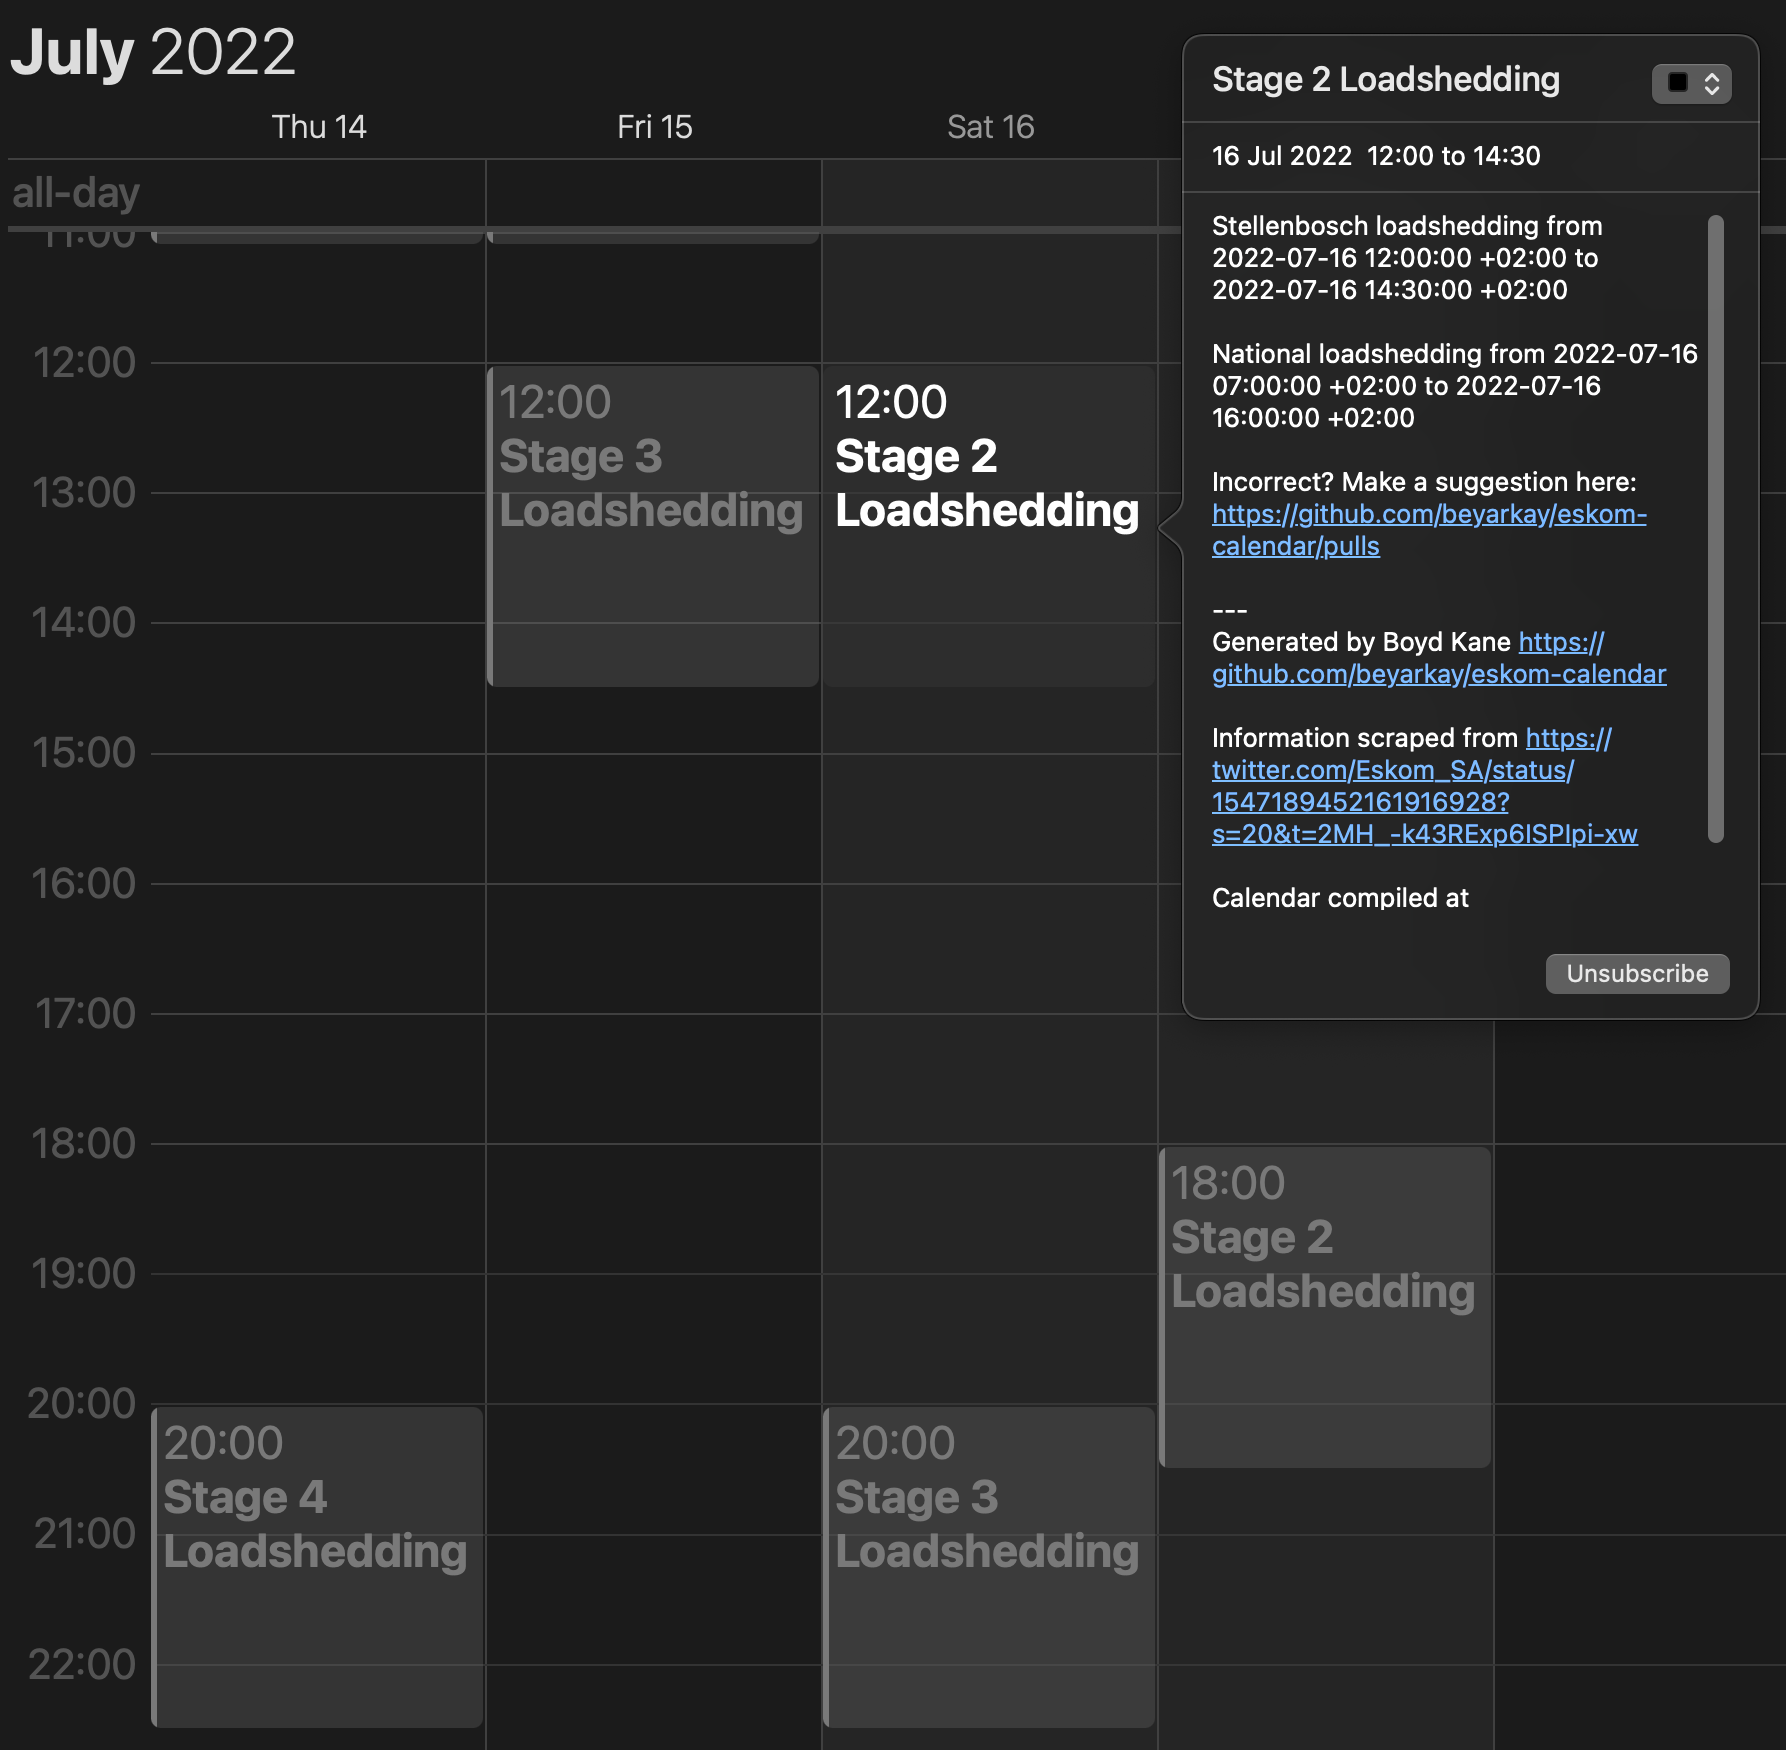 July 2022
Thu 14
Fri 15
Sat 16
all-day
11:00
12:00
13:00
14:00
15:00
16:00
17:00
18:00
19:00
20:00
21:00
22:00
20:00
Stage 4
Loadshedding
12:00
Stage 3
Loadshedding
12:00
Stage 2
Loadshedding
20:00
Stage 3
Loadshedding
18:00
Stage 2
Loadshedding
Stage 2 Loadshedding
16 Jul 2022 12:00 to 14:30
Stellenbosch loadshedding from
2022-07-16 12:00:00 +02:00 to
2022-07-16 14:30:00 +02:00
National loadshedding from 2022-07-16
07:00:00 +02:00 to 2022-07-16
16:00:00 +02:00
Incorrect? Make a suggestion here:
https://github.com/beyarkay/eskom-
calendar/pulls
---
Generated by Boyd Kane https://
github.com/beyarkay/eskom-calendar
Information scraped from https://
twitter.com/Eskom_SA/status/
1547189452161916928?
s=20&t=2MH_-k43RExp6ISPIpi-xw
Calendar compiled at
Unsubscribe